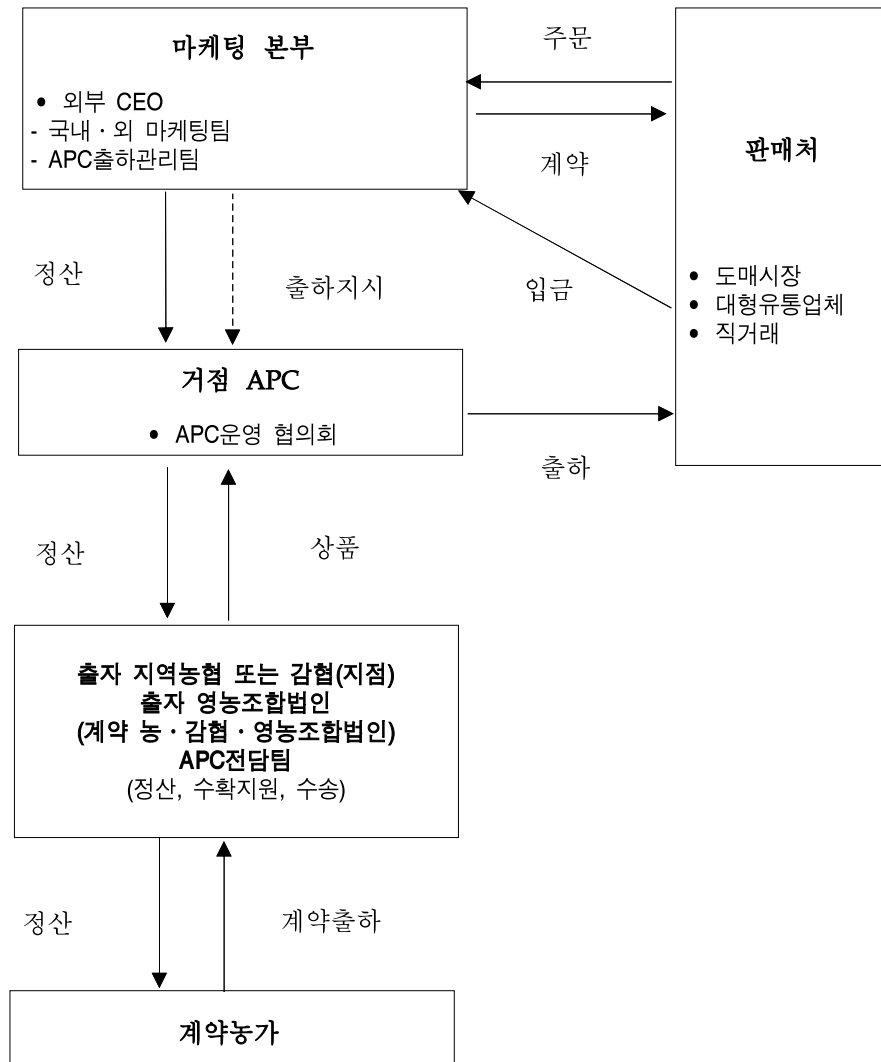 마케팅 본부
• 외부 CEO
- 국내 · 외 마케팅팀
- APC출하관리팀
주문
계약
판매처
• 도매시장
• 대형유통업체
• 직거래
정산
출하지시
입금
거점 APC
• APC운영 협의회
출하
정산
상품
출자 지역농협 또는 감협(지점)
출자 영농조합법인
(계약 농 · 감협 · 영농조합법인)
APC전담팀
(정산, 수확지원, 수송)
정산
계약출하
계약농가